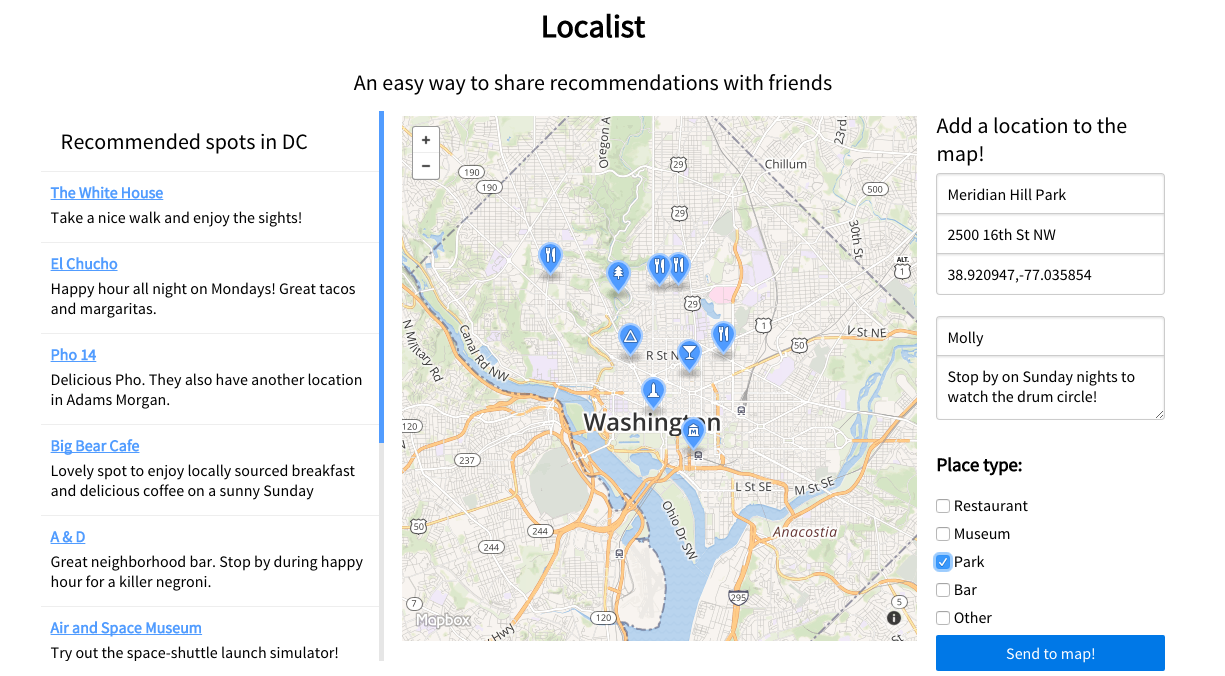 Localist
An easy way to share recommendations with friends
Recommended spots in DC
The White House
Take a nice walk and enjoy the sights!
El Chucho
Happy hour all night on Mondays! Great tacos
and margaritas.
Pho 14
Delicious Pho. They also have another location
in Adams Morgan.
Big Bear Cafe
Lovely spot to enjoy locally sourced breakfast
and delicious coffee on a sunny Sunday
A & D
Great neighborhood bar. Stop by during happy
hour for a killer negroni.
Air and Space Museum
Try out the space-shuttle launch simulator!
+
−
Oregon A
23rd.
29
Chillum
190
190
500
29
30th St.
ALT.
1
29
1
V St NE
50
N Military Rd
Canal Rd NW
R St N
Washington
120
237
L St SE
M St SE
50
244
244
Ohio Dr SW
Anacostia
295
7
120
5
Hwy
Mapbox
i
Add a location to the
map!
Meridian Hill Park
2500 16th St NW
38.920947,-77.035854
Molly
Stop by on Sunday nights to
watch the drum circle!
Place type:
Restaurant
Museum
Park
Bar
Other
Send to map!